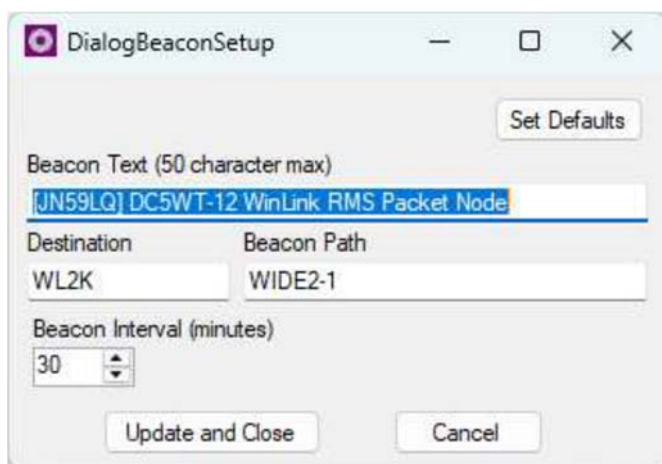 DialogBeaconSetup
Set Defaults
Beacon Text (50 character max)
[JN59LQ] DC5WT-12 WinLink RMS Packet Node
Destination Beacon Path
WL2K WIDE2-1
Beacon Interval (minutes)
30
Update and Close Cancel